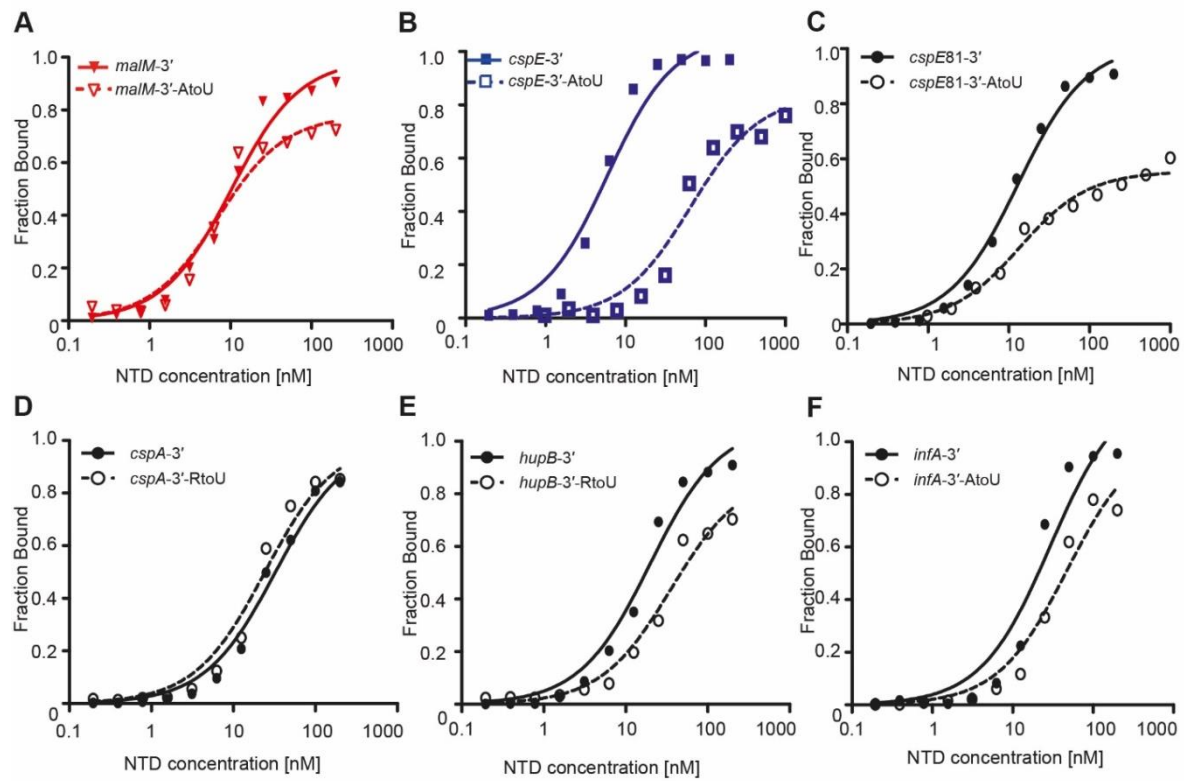 A
malM-3′
malM-3′-AtoU
1.0
0.8
0.6
0.4
0.2
0.1
1
10
100
1000
Fraction Bound
NTD concentration [nM]
B
cspE-3′
cspE-3′-AtoU
1.0
0.8
0.6
0.4
0.2
0.1
1
10
100
1000
Fraction Bound
NTD concentration [nM]
C
cspE81-3′
cspE81-3′-AtoU
1.0
0.8
0.6
0.4
0.2
0
0.1
1
10
100
1000
Fraction Bound
NTD concentration [nM]
D
cspA-3′
cspA-3′-RtoU
1.0
0.8
0.6
0.4
0.2
0
0.1
1
10
100
1000
Fraction Bound
NTD concentration [nM]
E
hupB-3′
hupB-3′-RtoU
1.0
0.8
0.6
0.4
0.2
0
0.1
1
10
100
1000
Fraction Bound
NTD concentration [nM]
F
infA-3′
infA-3′-AtoU
1.0
0.8
0.6
0.4
0.2
0
0.1
1
10
100
1000
Fraction Bound
NTD concentration [nM]